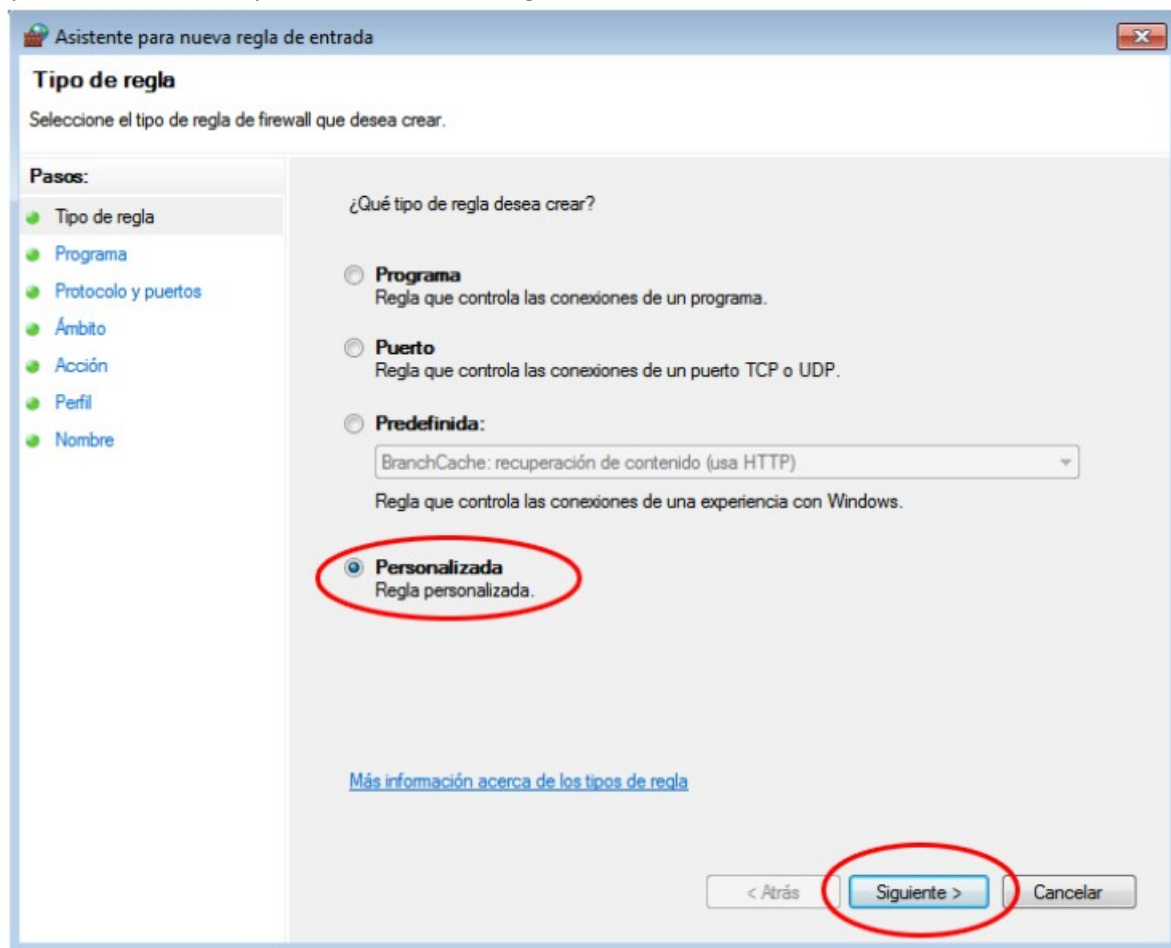 Asistente para nueva regla de entrada
Tipo de regla
Seleccione el tipo de regla de firewall que desea crear.
Pasos:
Tipo de regla
Programa
Protocolo y puertos
Ámbito
Acción
Perfil
Nombre
¿Qué tipo de regla desea crear?
Programa
Regla que controla las conexiones de un programa.
Puerto
Regla que controla las conexiones de un puerto TCP o UDP.
Predefinida:
BranchCache: recuperación de contenido (usa HTTP)
Regla que controla las conexiones de una experiencia con Windows.
Personalizada
Regla personalizada.
Más información acerca de los tipos de regla
< Atrás
Siguiente >
Cancelar